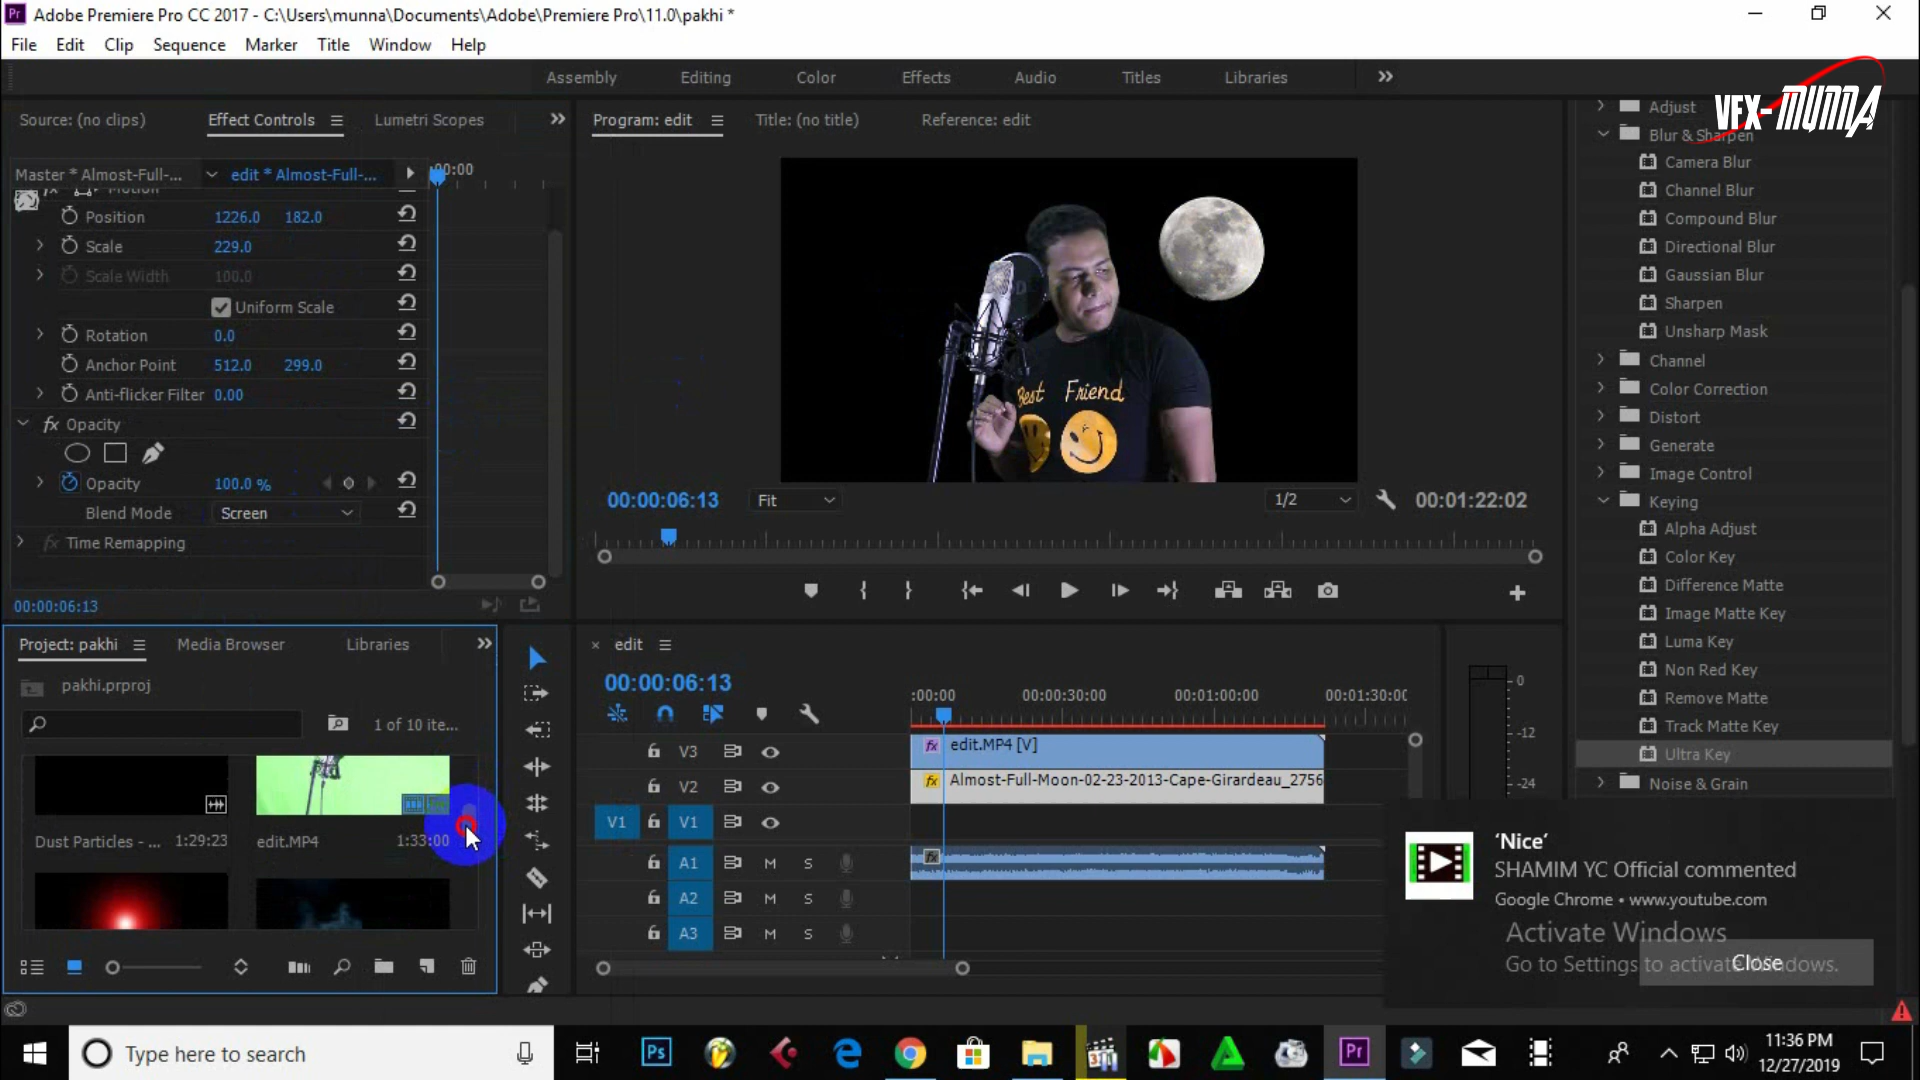 Adobe Premiere Pro CC 2017 - C:\Users\munna\Documents\Adobe\Premiere Pro\11.0\pakhi *
File Edit Clip Sequence Marker Title Window Help
Assembly Editing Color Effects Audio Titles Libraries
VFX-MUNNA
Source: (no clips) Effect Controls Lumetri Scopes
Master * Almost-Full-... edit * Almost-Full-... :00:00
Motion
Position 1226.0 182.0
Scale 229.0
Scale Width 100.0
Uniform Scale
Rotation 0.0
Anchor Point 512.0 299.0
Anti-flicker Filter 0.00
fx Opacity
Opacity 100.0 %
Blend Mode Screen
fx Time Remapping
00:00:06:13
Program: edit Title: (no title) Reference: edit
Best Friend
00:00:06:13 Fit 1/2 00:01:22:02
Adjust
Blur & Sharpen
Camera Blur
Channel Blur
Compound Blur
Directional Blur
Gaussian Blur
Sharpen
Unsharp Mask
Channel
Color Correction
Distort
Generate
Image Control
Keying
Alpha Adjust
Color Key
Difference Matte
Image Matte Key
Luma Key
Non Red Key
Remove Matte
Track Matte Key
Ultra Key
Noise & Grain
Project: pakhi Media Browser Libraries
pakhi.prproj
1 of 10 ite...
Dust Particles - ... 1:29:23 edit.MP4 1:33:00
edit
00:00:06:13
:00:00 00:00:30:00 00:01:00:00 00:01:30:00
V3 fx edit.MP4 [V]
V2 fx Almost-Full-Moon-02-23-2013-Cape-Girardeau_2756
V1 V1
A1 M S fx
A2 M S
A3 M S
0
-12
-24
‘Nice’
SHAMIM YC Official commented
Google Chrome • www.youtube.com
Activate Windows
Go to Settings to activate Windows.
Close
Type here to search
Ps
Pr
11:36 PM
12/27/2019